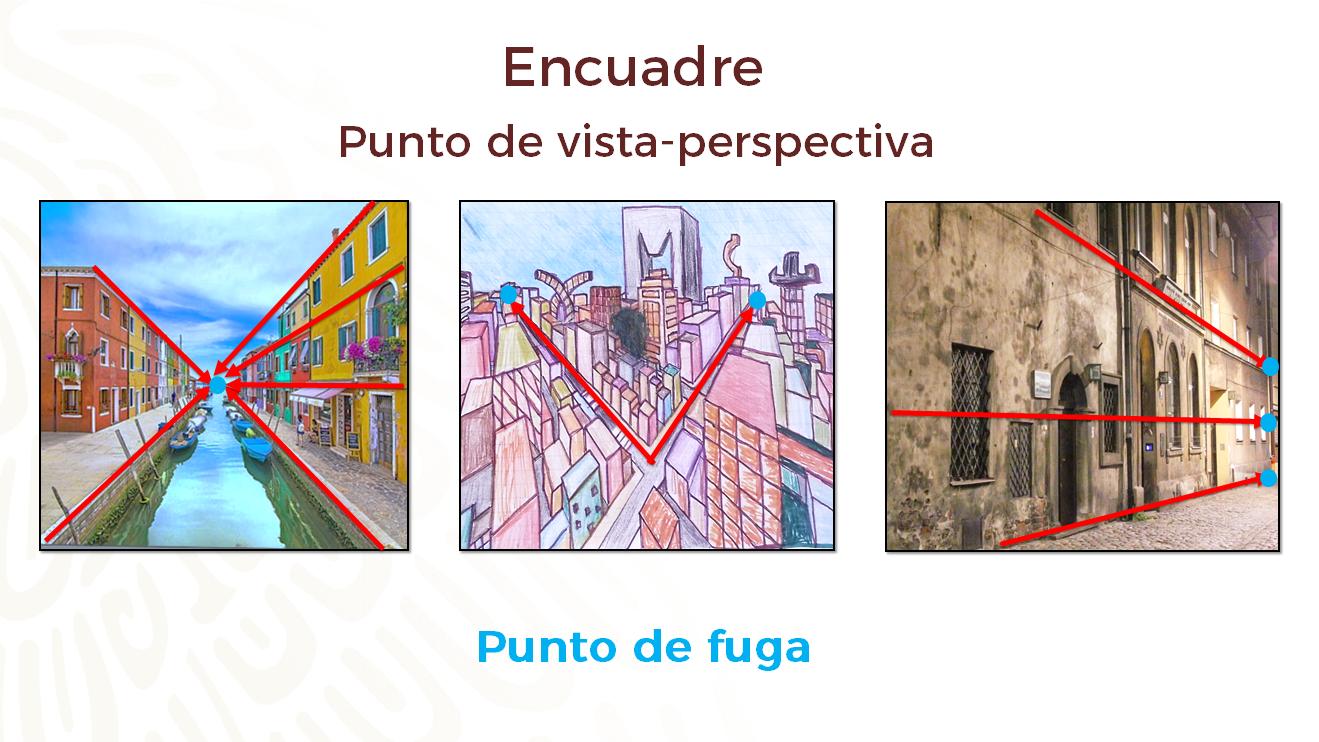 Encuadre
Punto de vista-perspectiva
Punto de fuga